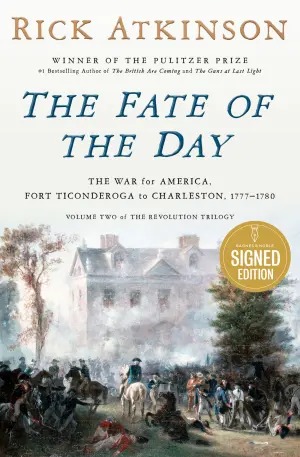 RICK ATKINSON
WINNER OF THE PULITZER PRIZE
#1 Bestselling Author of The British Are Coming and The Guns at Last Light
THE FATE OF
THE DAY
THE WAR for AMERICA,
FORT TICONDEROGA to CHARLESTON, 1777–1780
VOLUME TWO of THE REVOLUTION TRILOGY
BARNES & NOBLE
SIGNED
EDITION